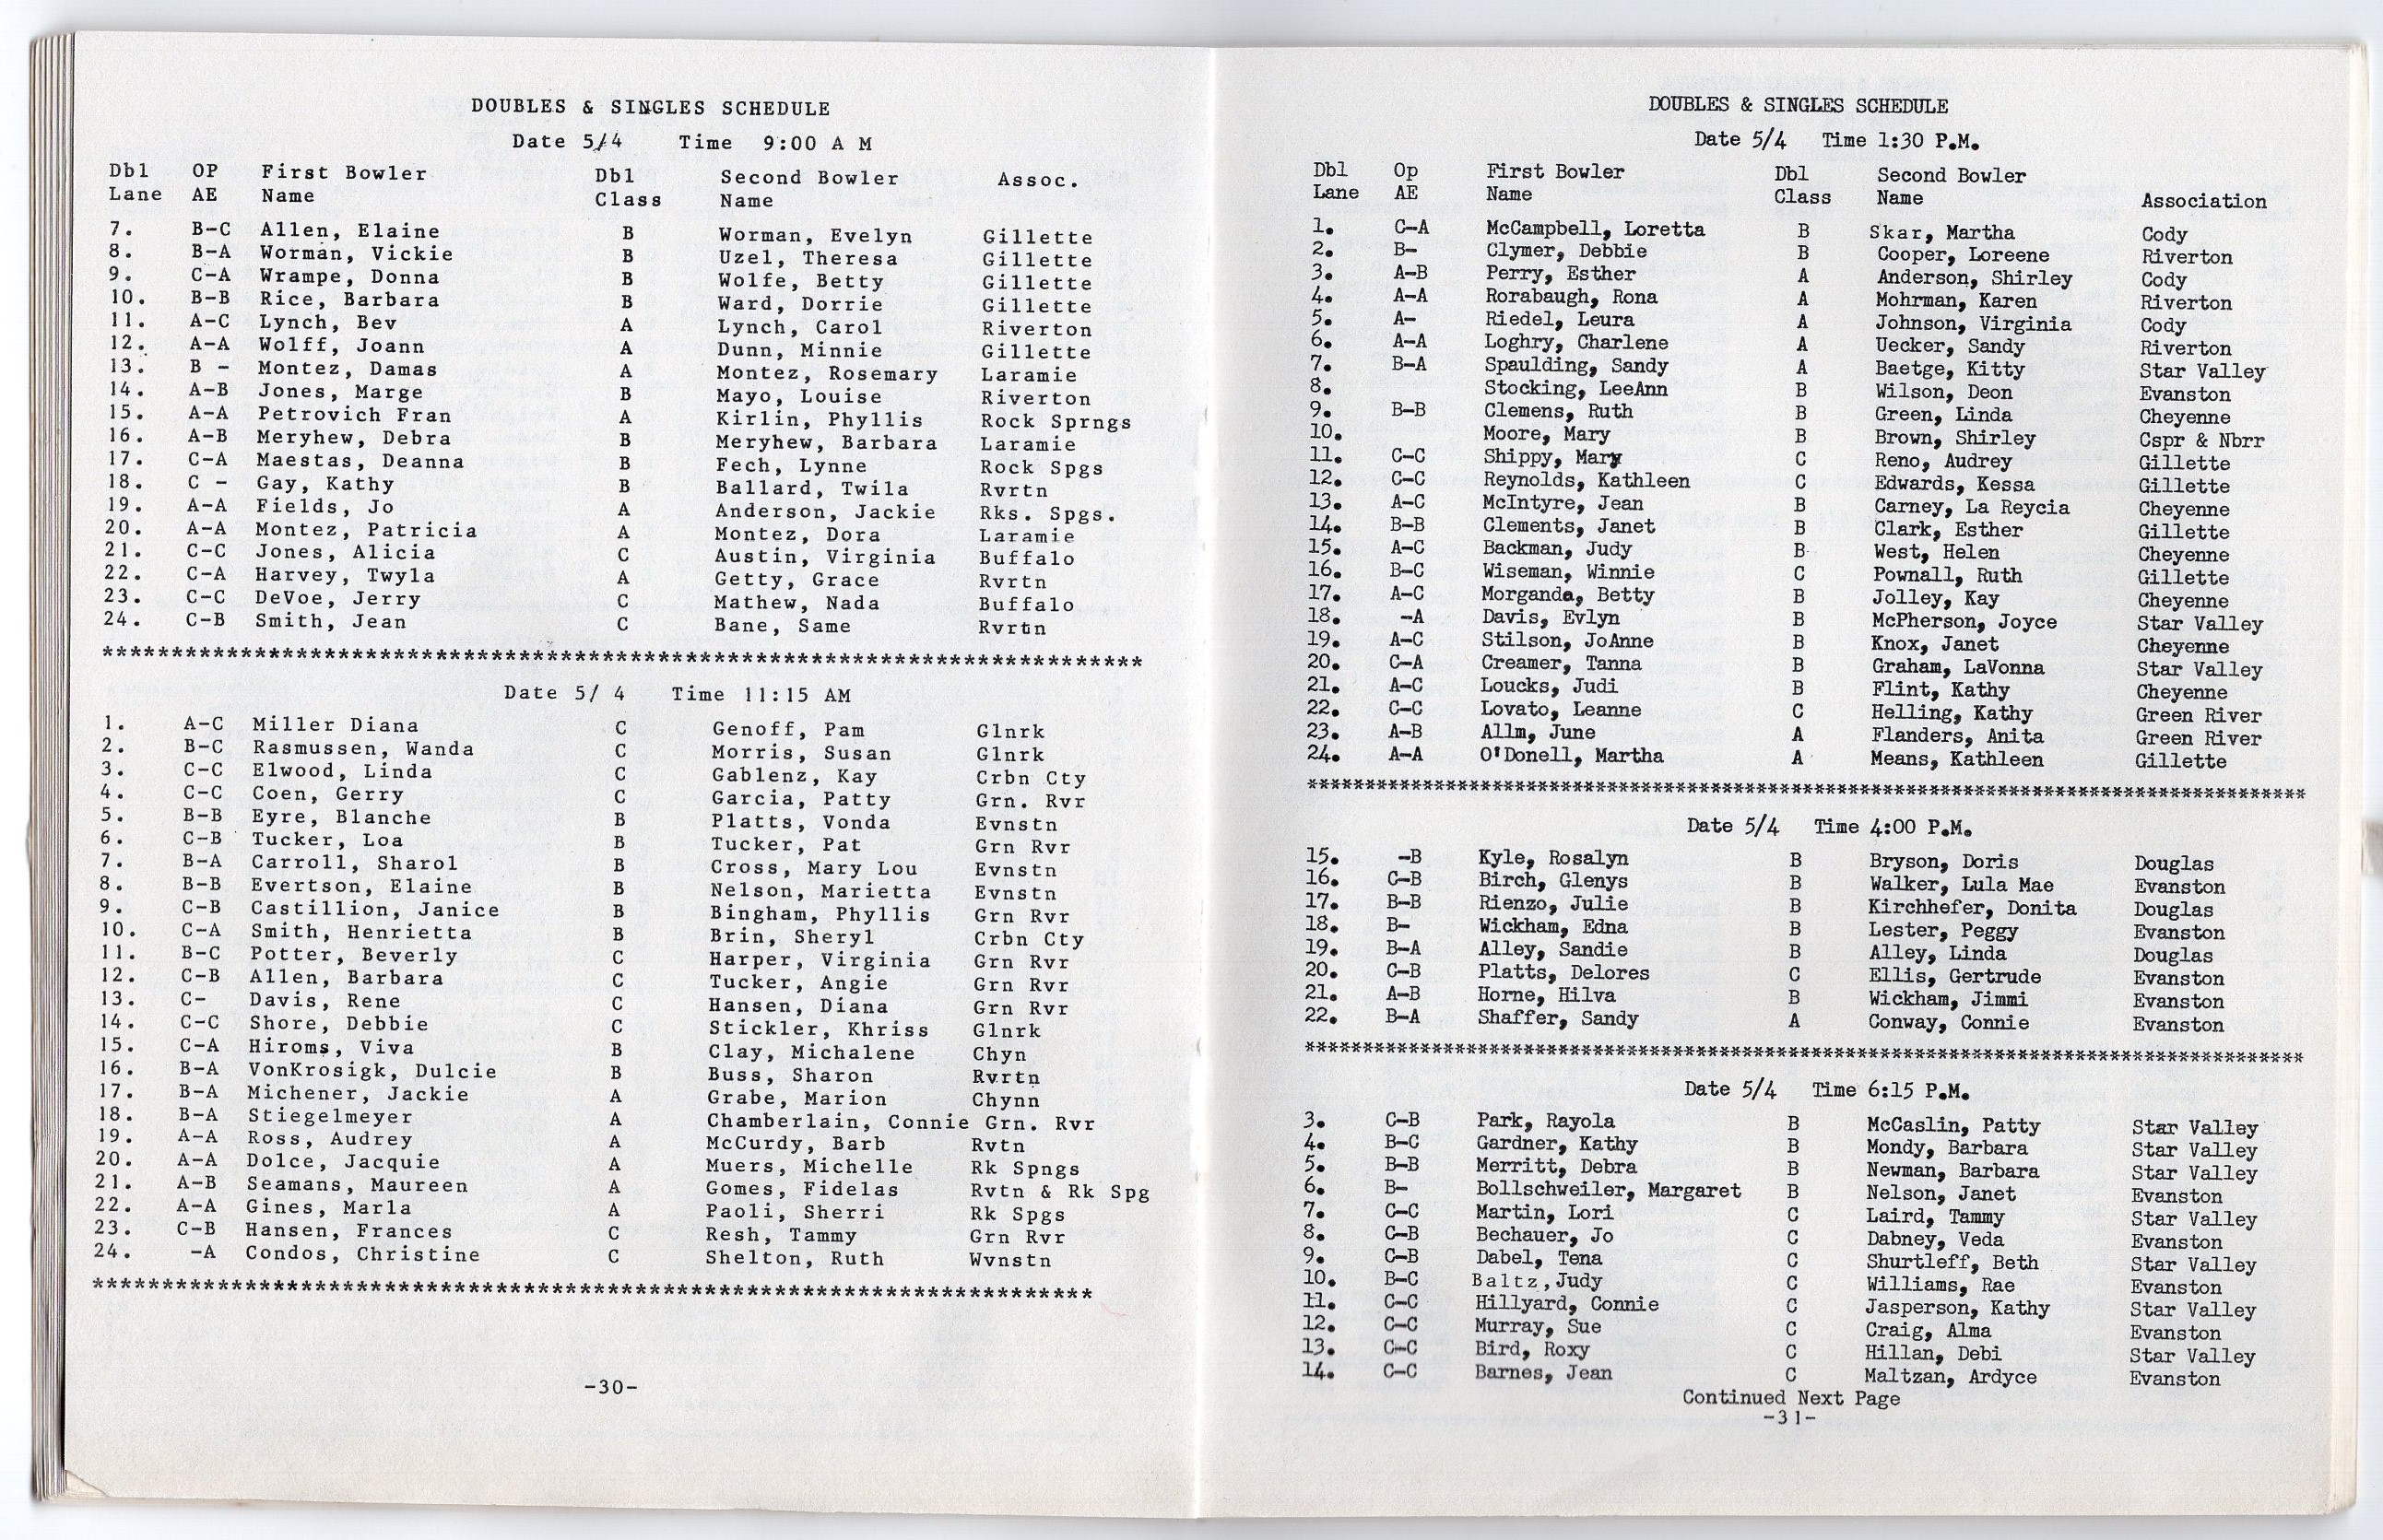 DOUBLES & SINGLES SCHEDULE
Date 5/4 Time 9:00 A M
Dbl OP First Bowler Dbl Second Bowler Assoc.
Lane AE Name Class Name
7. B-C Allen, Elaine B Worman, Evelyn Gillette
8. B-A Worman, Vickie B Uzel, Theresa Gillette
9. C-A Wrampe, Donna B Wolfe, Betty Gillette
10. B-B Rice, Barbara B Ward, Dorrie Gillette
11. A-C Lynch, Bev A Lynch, Carol Riverton
12. A-A Wolff, Joann A Dunn, Minnie Gillette
13. B - Montez, Damas A Montez, Rosemary Laramie
14. A-B Jones, Marge B Mayo, Louise Riverton
15. A-A Petrovich Fran A Kirlin, Phyllis Rock Sprngs
16. A-B Meryhew, Debra B Meryhew, Barbara Laramie
17. C-A Maestas, Deanna B Fech, Lynne Rock Spgs
18. C - Gay, Kathy B Ballard, Twila Rvrtn
19. A-A Fields, Jo A Anderson, Jackie Rks. Spgs.
20. A-A Montez, Patricia A Montez, Dora Laramie
21. C-C Jones, Alicia C Austin, Virginia Buffalo
22. C-A Harvey, Twyla A Getty, Grace Rvrtn
23. C-C DeVoe, Jerry C Mathew, Nada Buffalo
24. C-B Smith, Jean C Bane, Same Rvrtn
****************************************************************************
Date 5/ 4 Time 11:15 AM
1. A-C Miller Diana C Genoff, Pam Glnrk
2. B-C Rasmussen, Wanda C Morris, Susan Glnrk
3. C-C Elwood, Linda C Gablenz, Kay Crbn Cty
4. C-C Coen, Gerry C Garcia, Patty Grn. Rvr
5. B-B Eyre, Blanche B Platts, Vonda Evnstn
6. C-B Tucker, Loa B Tucker, Pat Grn Rvr
7. B-A Carroll, Sharol B Cross, Mary Lou Evnstn
8. B-B Evertson, Elaine B Nelson, Marietta Evnstn
9. C-B Castillion, Janice B Bingham, Phyllis Grn Rvr
10. C-A Smith, Henrietta B Brin, Sheryl Crbn Cty
11. B-C Potter, Beverly C Harper, Virginia Grn Rvr
12. C-B Allen, Barbara C Tucker, Angie Grn Rvr
13. C- Davis, Rene C Hansen, Diana Grn Rvr
14. C-C Shore, Debbie C Stickler, Khriss Glnrk
15. C-A Hiroms, Viva B Clay, Michalene Chyn
16. B-A VonKrosigk, Dulcie B Buss, Sharon Rvrtn
17. B-A Michener, Jackie A Grabe, Marion Chynn
18. B-A Stiegelmeyer A Chamberlain, Connie Grn. Rvr
19. A-A Ross, Audrey A McCurdy, Barb Rvtn
20. A-A Dolce, Jacquie A Muers, Michelle Rk Spngs
21. A-B Seamans, Maureen A Gomes, Fidelas Rvtn & Rk Spg
22. A-A Gines, Marla A Paoli, Sherri Rk Spgs
23. C-B Hansen, Frances C Resh, Tammy Grn Rvr
24. -A Condos, Christine C Shelton, Ruth Wvnstn
*************************************************************************
-30-
DOUBLES & SINGLES SCHEDULE
Date 5/4 Time 1:30 P.M.
Dbl Op First Bowler Dbl Second Bowler
Lane AE Name Class Name Association
1. C-A McCampbell, Loretta B Skar, Martha Cody
2. B- Clymer, Debbie B Cooper, Loreene Riverton
3. A-B Perry, Esther A Anderson, Shirley Cody
4. A-A Rorabaugh, Rona A Mohrman, Karen Riverton
5. A- Riedel, Leura A Johnson, Virginia Cody
6. A-A Loghry, Charlene A Uecker, Sandy Riverton
7. B-A Spaulding, Sandy A Baetge, Kitty Star Valley
8. Stocking, LeeAnn B Wilson, Deon Evanston
9. B-B Clemens, Ruth B Green, Linda Cheyenne
10. Moore, Mary B Brown, Shirley Cspr & Nbrr
11. C-C Shippy, Mary C Reno, Audrey Gillette
12. C-C Reynolds, Kathleen C Edwards, Kessa Gillette
13. A-C McIntyre, Jean B Carney, La Reycia Cheyenne
14. B-B Clements, Janet B Clark, Esther Gillette
15. A-C Backman, Judy B West, Helen Cheyenne
16. B-C Wiseman, Winnie C Pownall, Ruth Gillette
17. A-C Morganda, Betty B Jolley, Kay Cheyenne
18. -A Davis, Evlyn B McPherson, Joyce Star Valley
19. A-C Stilson, JoAnne B Knox, Janet Cheyenne
20. C-A Creamer, Tanna B Graham, LaVonna Star Valley
21. A-C Loucks, Judi B Flint, Kathy Cheyenne
22. C-C Lovato, Leanne C Helling, Kathy Green River
23. A-B Allm, June A Flanders, Anita Green River
24. A-A O'Donell, Martha A Means, Kathleen Gillette
****************************************************************************************
Date 5/4 Time 4:00 P.M.
15. -B Kyle, Rosalyn B Bryson, Doris Douglas
16. C-B Birch, Glenys B Walker, Lula Mae Evanston
17. B-B Rienzo, Julie B Kirchhefer, Donita Douglas
18. B- Wickham, Edna B Lester, Peggy Evanston
19. B-A Alley, Sandie B Alley, Linda Douglas
20. C-B Platts, Delores C Ellis, Gertrude Evanston
21. A-B Horne, Hilva B Wickham, Jimmi Evanston
22. B-A Shaffer, Sandy A Conway, Connie Evanston
****************************************************************************************
Date 5/4 Time 6:15 P.M.
3. C-B Park, Rayola B McCaslin, Patty Star Valley
4. B-C Gardner, Kathy B Mondy, Barbara Star Valley
5. B-B Merritt, Debra B Newman, Barbara Star Valley
6. B- Bollschweiler, Margaret B Nelson, Janet Evanston
7. C-C Martin, Lori C Laird, Tammy Star Valley
8. C-B Bechauer, Jo C Dabney, Veda Evanston
9. C-B Dabel, Tena C Shurtleff, Beth Star Valley
10. B-C Baltz, Judy C Williams, Rae Evanston
11. C-C Hillyard, Connie C Jasperson, Kathy Star Valley
12. C-C Murray, Sue C Craig, Alma Evanston
13. C-C Bird, Roxy C Hillan, Debi Star Valley
14. C-C Barnes, Jean C Maltzan, Ardyce Evanston
Continued Next Page
-31-